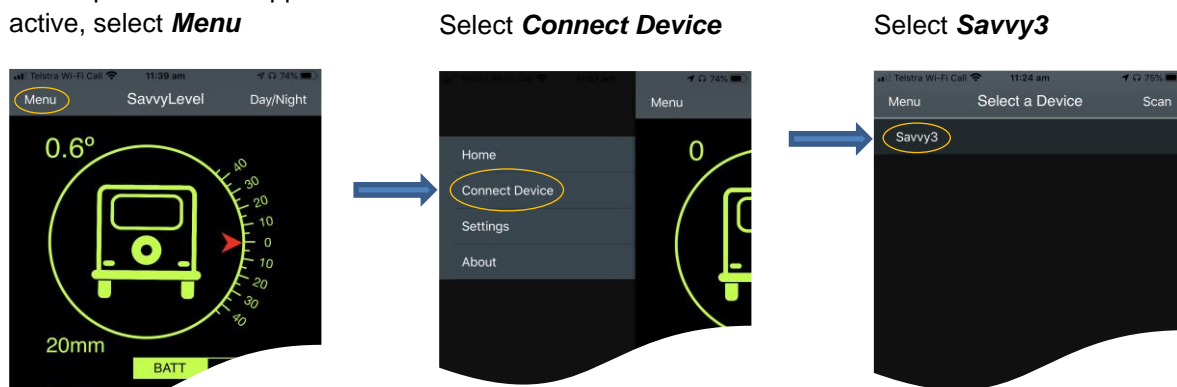 active, select Menu
Select Connect Device
Select Savvy3
Telstra Wi-Fi Call 11:39 am 74%
Menu SavvyLevel Day/Night
0.6º
40
30
20
10
0
10
20
30
40
20mm
BATT
74%
Menu
Home
Connect Device
Settings
About
0
Telstra Wi-Fi Call 11:24 am 75%
Menu Select a Device Scan
Savvy3